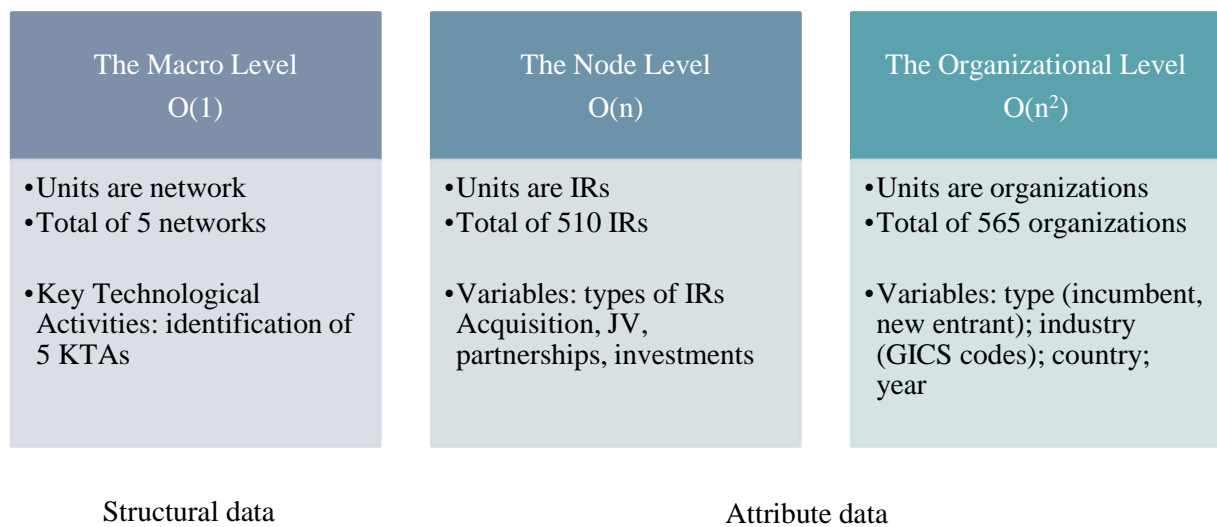 The Macro Level
O(1)
•Units are network
•Total of 5 networks
•Key Technological
Activities: identification of
5 KTAs
The Node Level
O(n)
•Units are IRs
•Total of 510 IRs
•Variables: types of IRs
Acquisition, JV,
partnerships, investments
The Organizational Level
O(n²)
•Units are organizations
•Total of 565 organizations
•Variables: type (incumbent,
new entrant); industry
(GICS codes); country;
year
Structural data
Attribute data